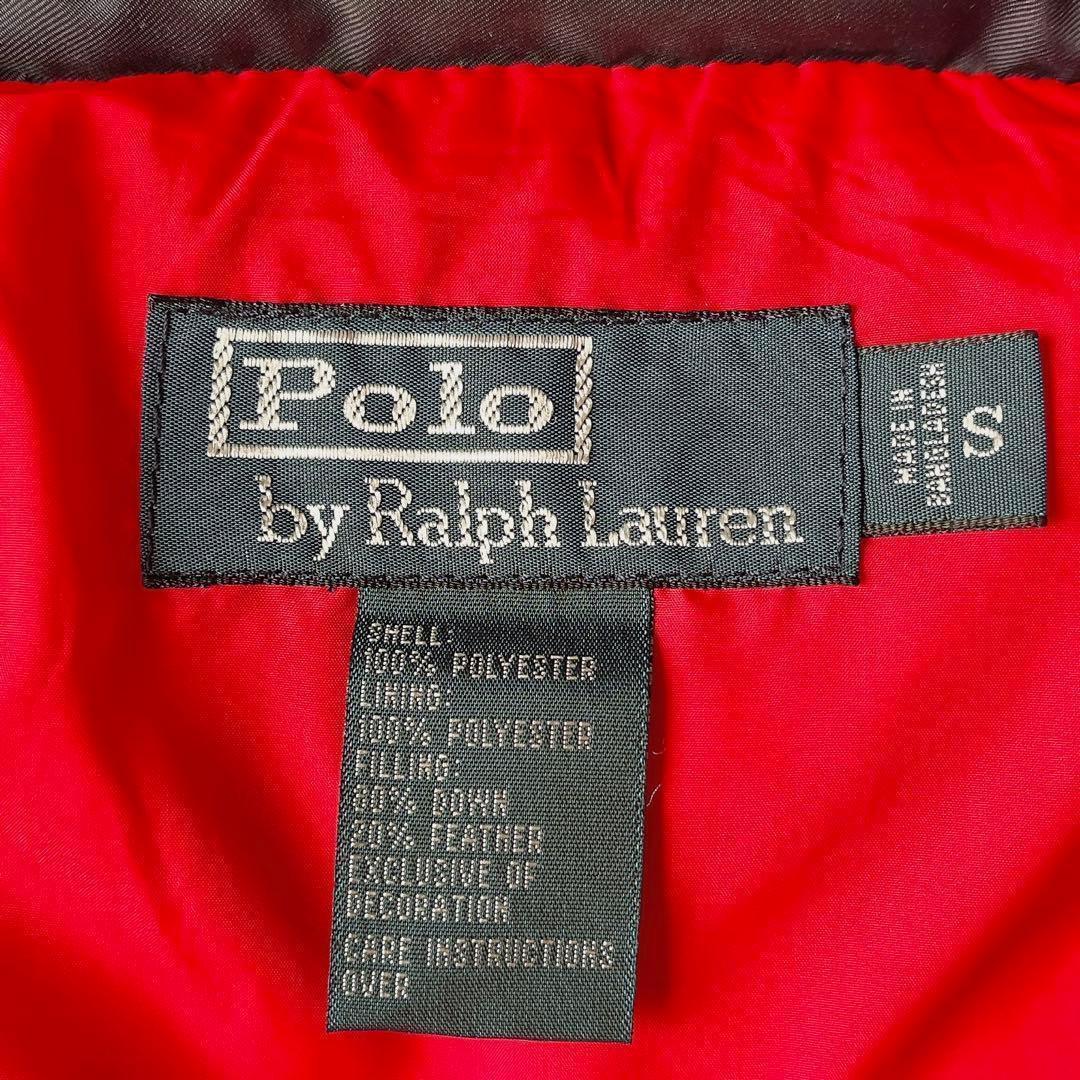 Polo
by Ralph Lauren
MADE IN
BANGLADESH
S
SHELL:
100% POLYESTER
LINING:
100% POLYESTER
FILLING:
80% DOWN
20% FEATHER
EXCLUSIVE OF
DECORATION
CARE INSTRUCTIONS
OVER